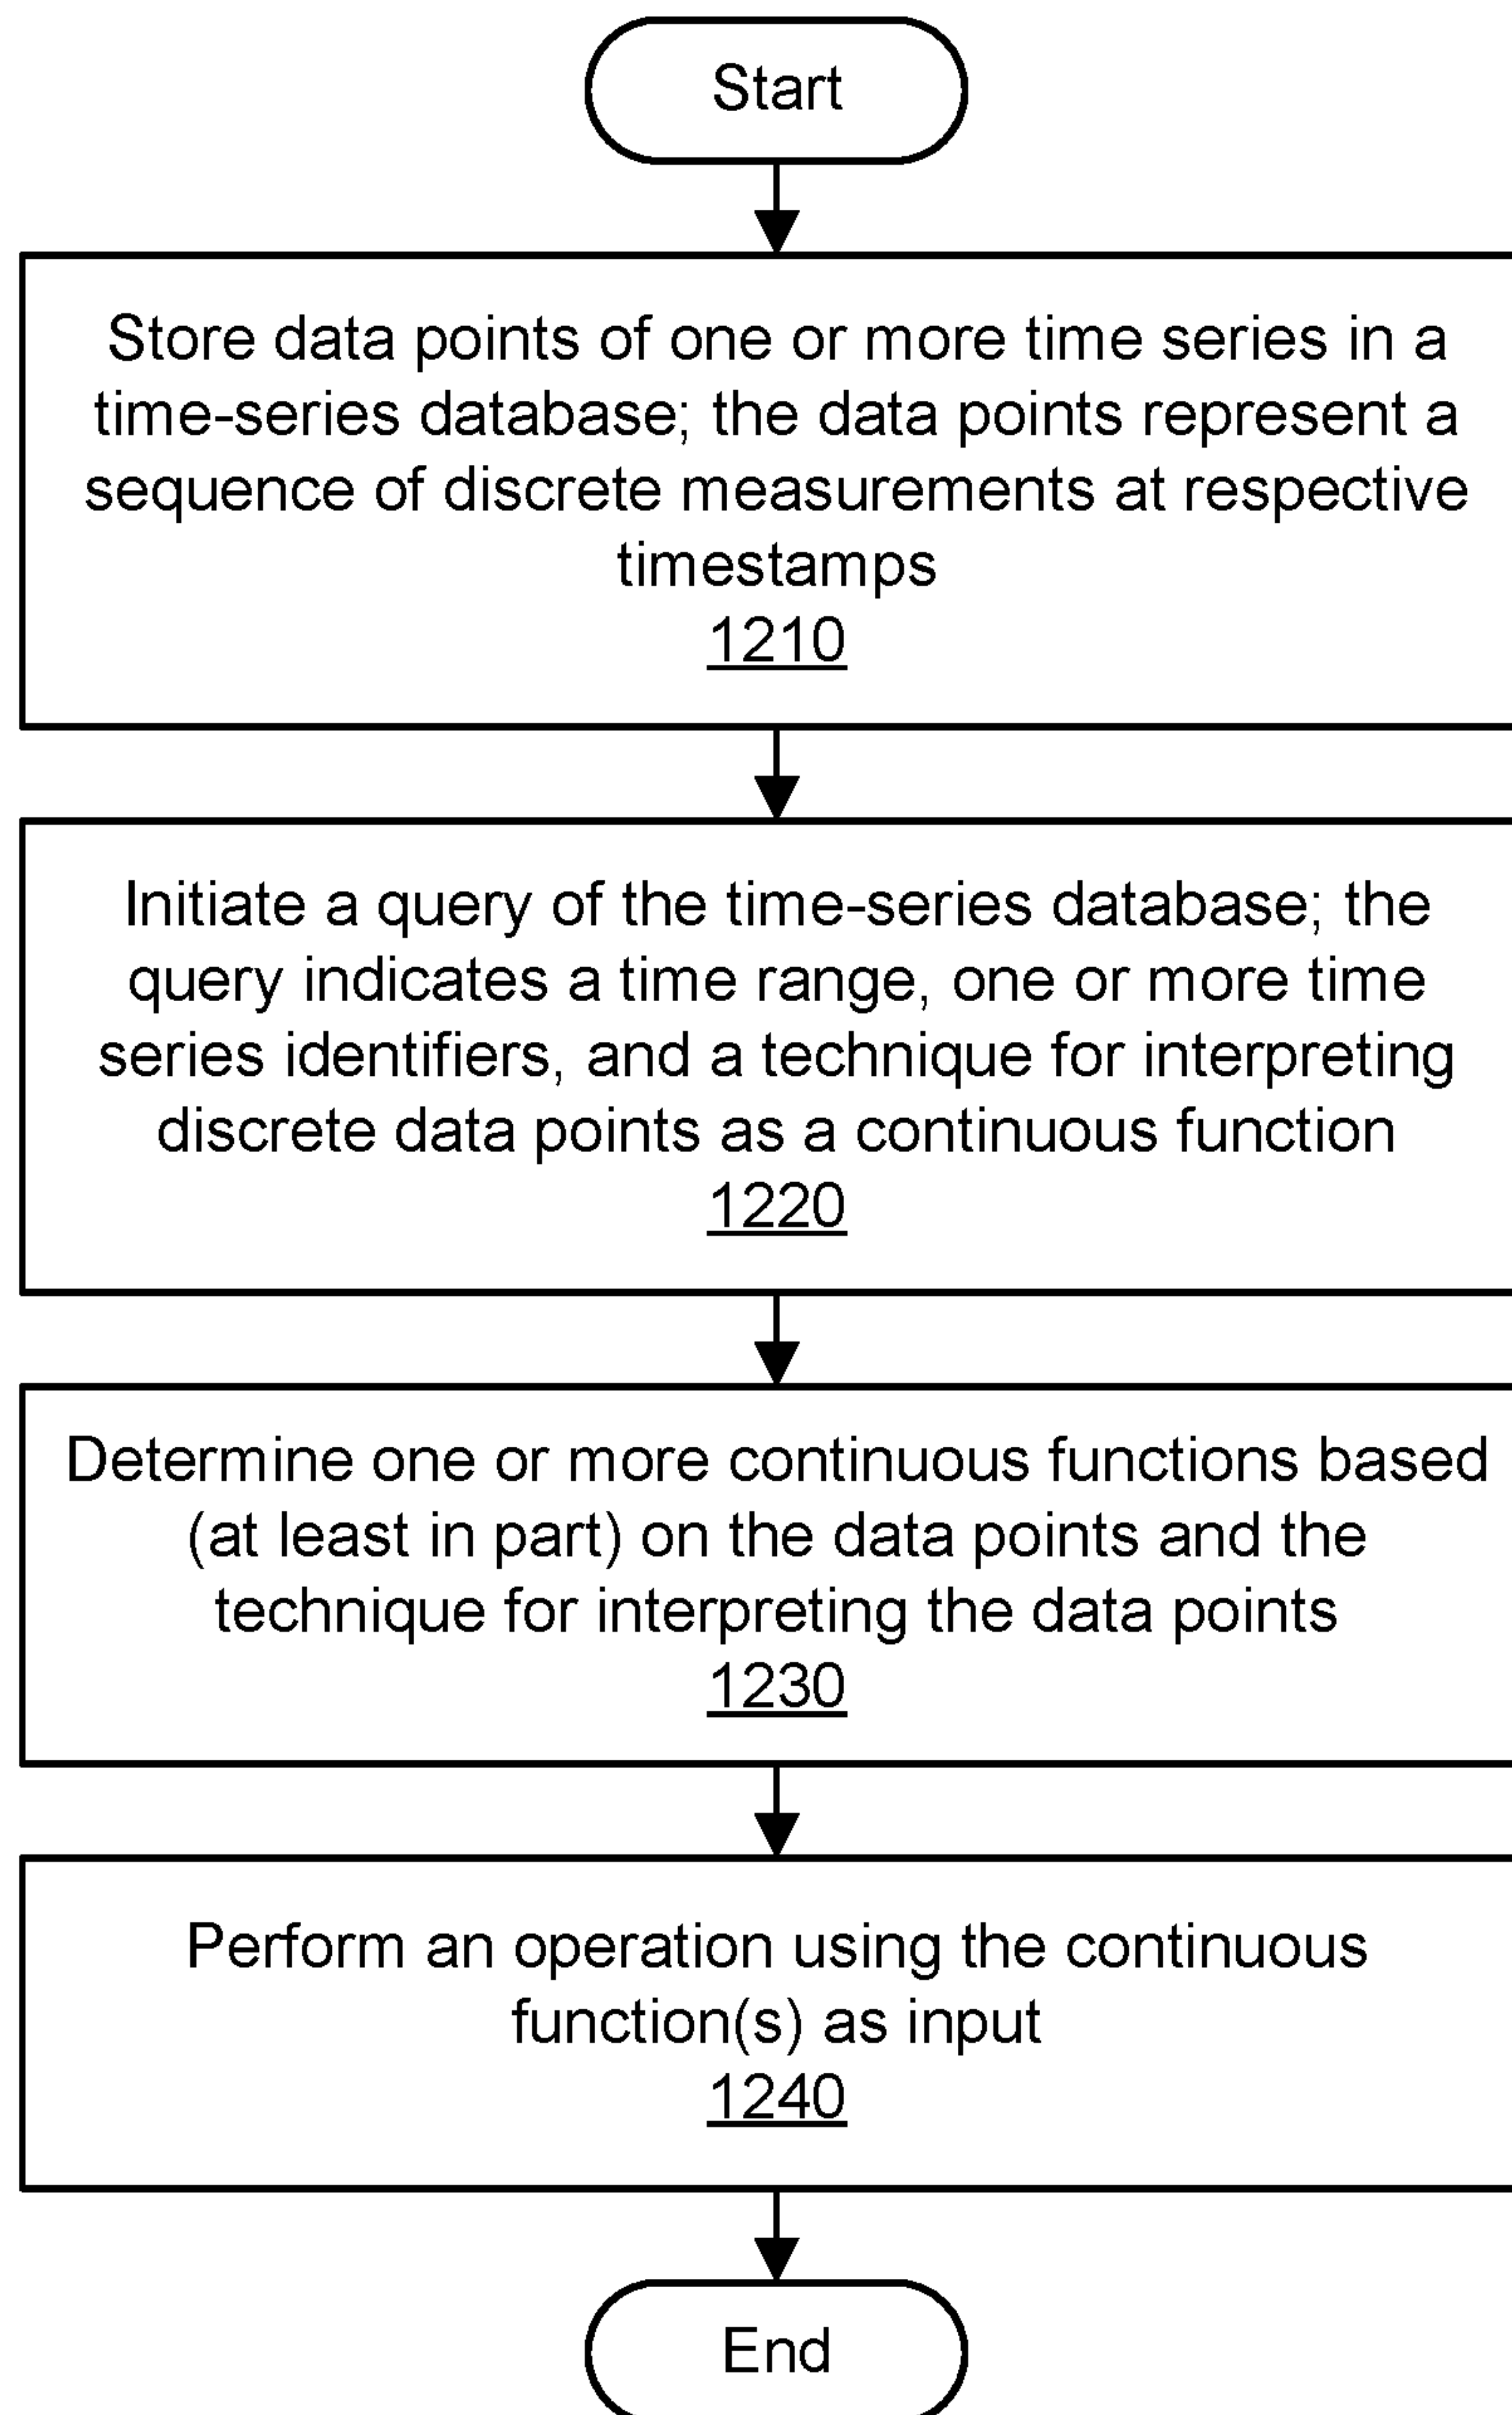 Start
Store data points of one or more time series in a
time-series database; the data points represent a
sequence of discrete measurements at respective
timestamps
1210
Initiate a query of the time-series database; the
query indicates a time range, one or more time
series identifiers, and a technique for interpreting
discrete data points as a continuous function
1220
Determine one or more continuous functions based
(at least in part) on the data points and the
technique for interpreting the data points
1230
Perform an operation using the continuous
function(s) as input
1240
End